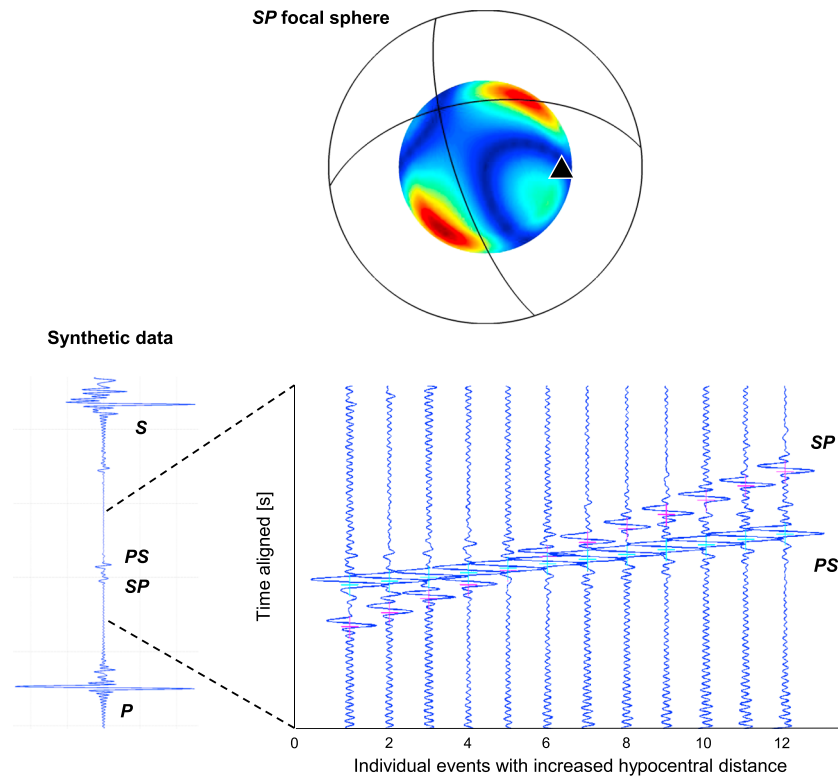 SP focal sphere
Synthetic data
S
PS
SP
P
Time aligned [s]
SP
PS
0 2 4 6 8 10 12
Individual events with increased hypocentral distance